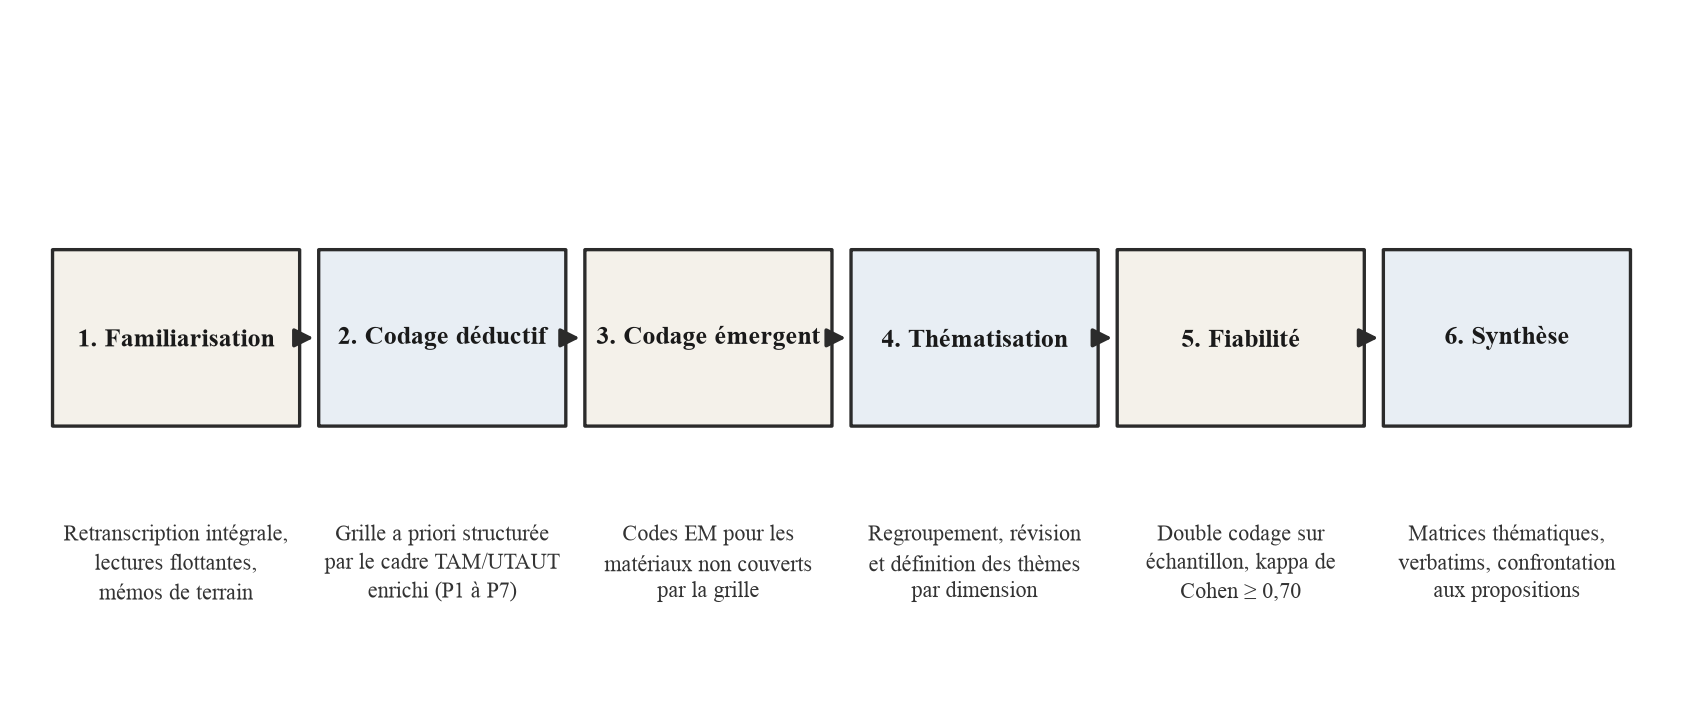 1. Familiarisation
2. Codage déductif
3. Codage émergent
4. Thématisation
5. Fiabilité
6. Synthèse
Retranscription intégrale,
lectures flottantes,
mémos de terrain
Grille a priori structurée
par le cadre TAM/UTAUT
enrichi (P1 à P7)
Codes EM pour les
matériaux non couverts
par la grille
Regroupement, révision
et définition des thèmes
par dimension
Double codage sur
échantillon, kappa de
Cohen ≥ 0,70
Matrices thématiques,
verbatims, confrontation
aux propositions